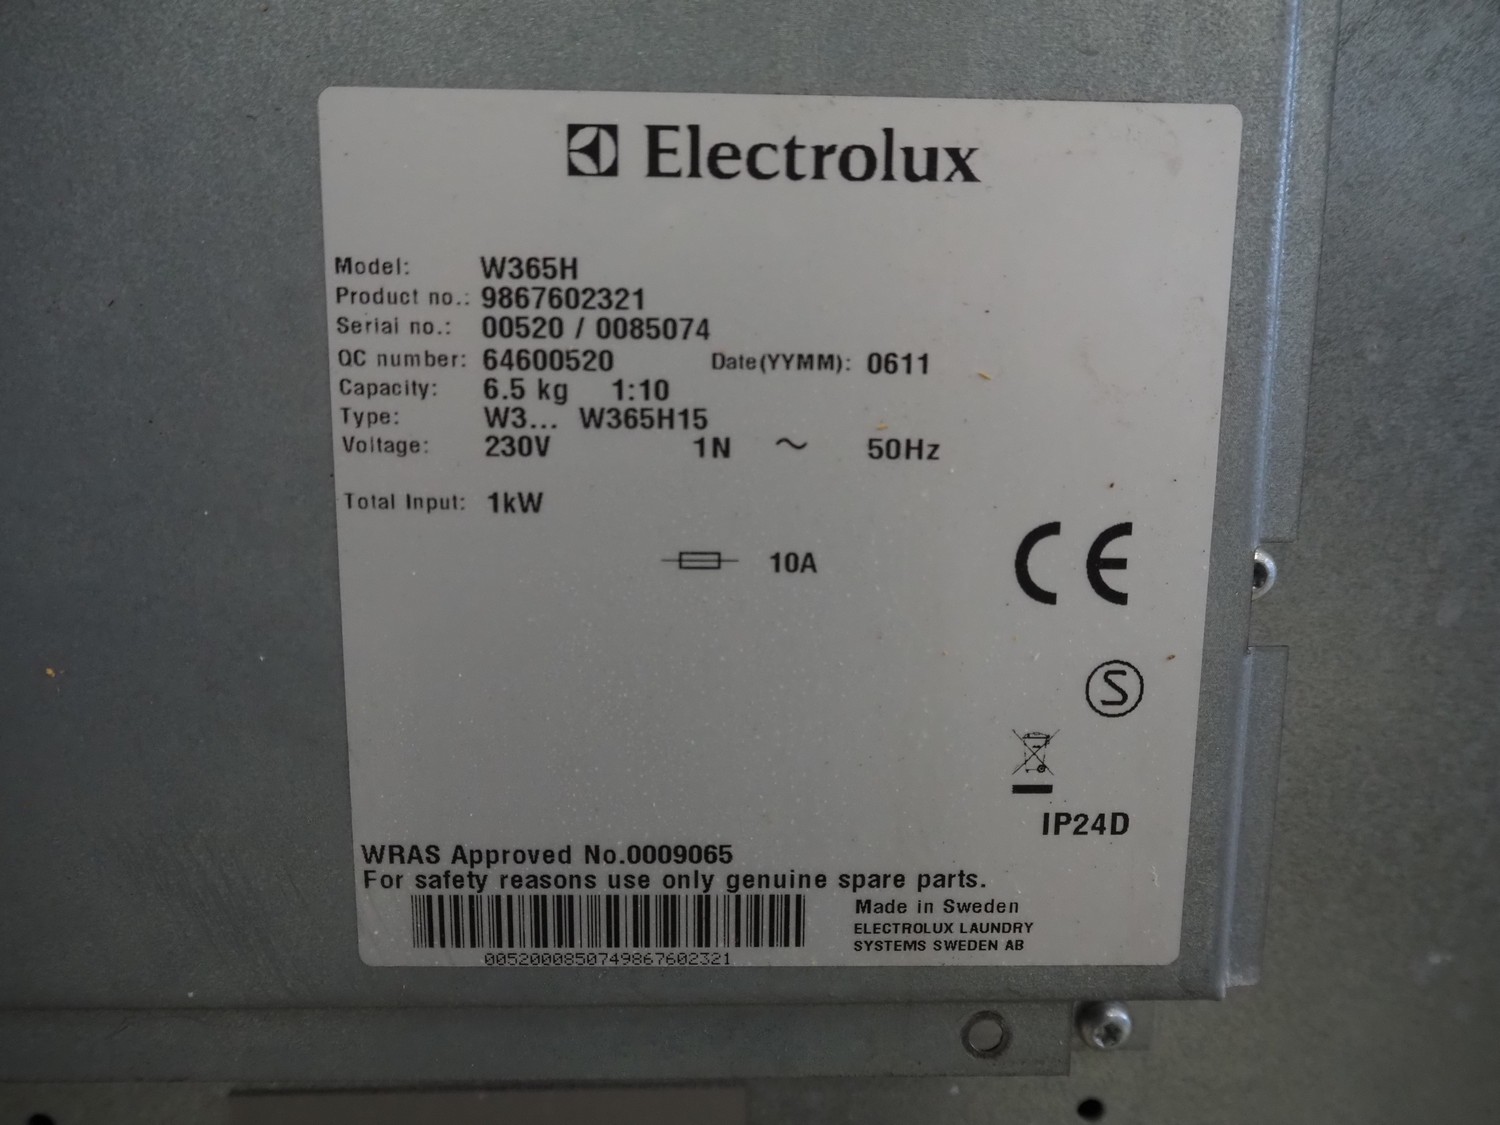 Electrolux
Model: W365H
Product no.: 9867602321
Serial no.: 00520 / 0085074
QC number: 64600520 Date(YYMM): 0611
Capacity: 6.5 kg 1:10
Type: W3... W365H15
Voltage: 230V 1N ~ 50Hz
Total Input: 1kW
10A
CE
S
IP24D
WRAS Approved No.0009065
For safety reasons use only genuine spare parts.
Made in Sweden
ELECTROLUX LAUNDRY
SYSTEMS SWEDEN AB
0052000850749867602321